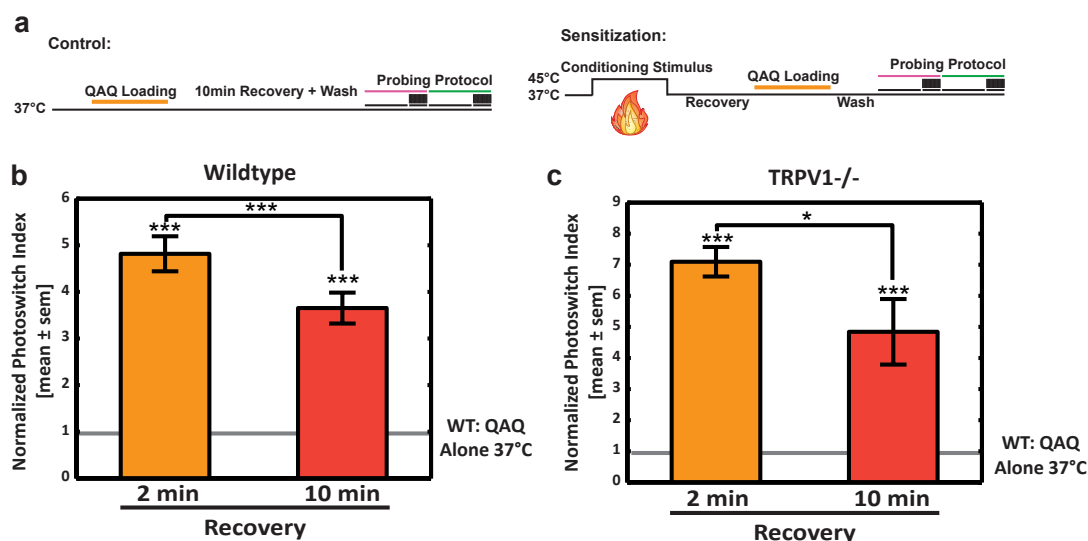 a
Control:
QAQ Loading
10min Recovery + Wash
Probing Protocol
37°C
Sensitization:
45°C
Conditioning Stimulus
37°C
Recovery
QAQ Loading
Wash
Probing Protocol
b
Wildtype
Normalized Photoswitch Index
[mean ± sem]
6
5
4
3
2
1
0
***
***
***
WT: QAQ
Alone 37°C
2 min
10 min
Recovery
c
TRPV1-/-
Normalized Photoswitch Index
[mean ± sem]
9
8
7
6
5
4
3
2
1
0
*
***
***
WT: QAQ
Alone 37°C
2 min
10 min
Recovery